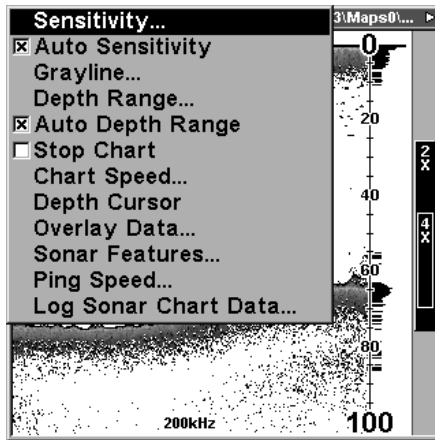 Sensitivity...
3\Maps0\...
Auto Sensitivity
Grayline...
Depth Range...
Auto Depth Range
Stop Chart
Chart Speed...
Depth Cursor
Overlay Data...
Sonar Features...
Ping Speed...
Log Sonar Chart Data...
0
20
40
60
80
100
2X
4X
200kHz